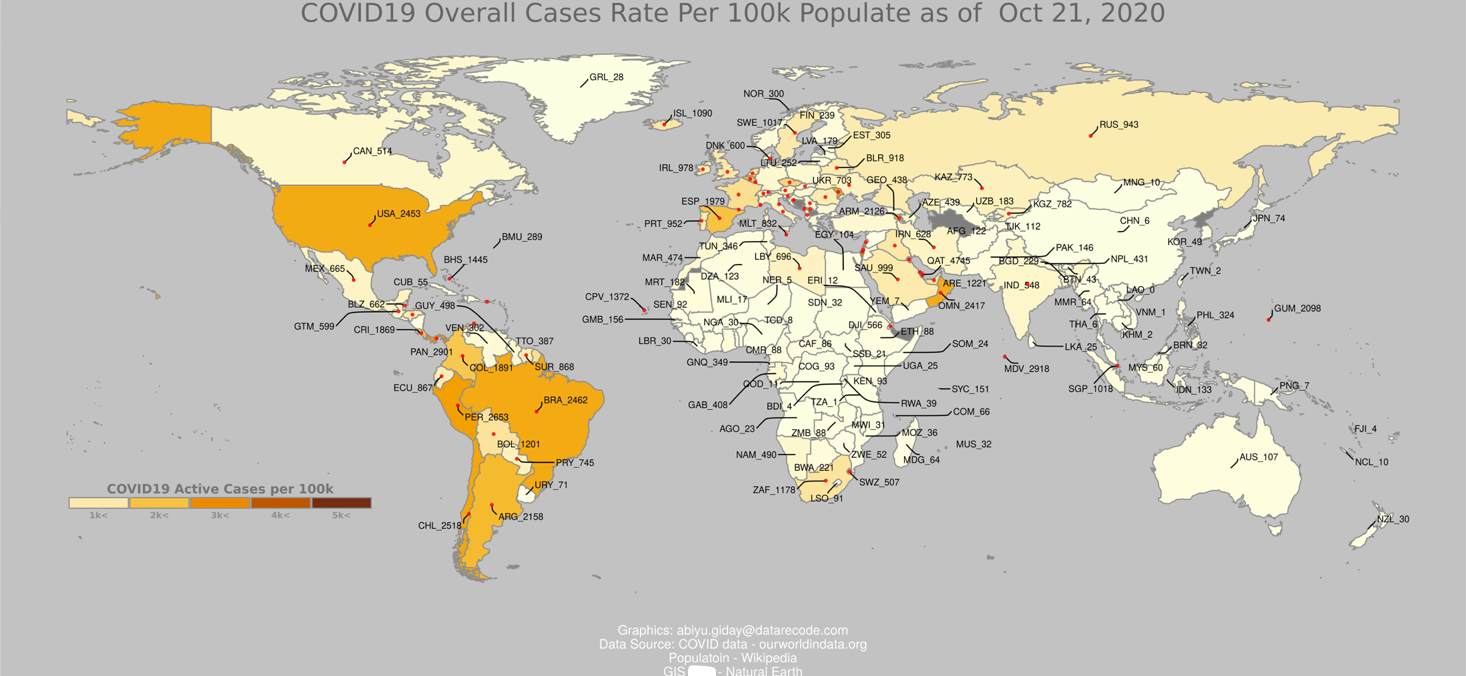 COVID19 Overall Cases Rate Per 100k Populate as of Oct 21, 2020
GRL_28
NOR_300
ISL_1090
FIN_239
SWE_1017
RUS_943
EST_305
LVA_179
DNK_600
CAN_514
LTU_252
BLR_918
IRL_978
KAZ_773
UKR_703
GEO_438
MNG_10
ESP_1979
AZE_439
UZB_183
KGZ_782
USA_2453
ARM_2126
JPN_74
PRT_952
MLT_832
CHN_6
TJK_112
AFG_122
EGY_104
IRN_628
BMU_289
KOR_49
TUN_346
PAK_146
LBY_696
MAR_474
BHS_1445
NPL_431
BGD_229
QAT_4745
MEX_665
SAU_999
TWN_2
DZA_123
CUB_55
MRT_182
NER_5
ERI_12
BTN_43
ARE_1221
IND_548
LAO_0
CPV_1372
MLI_17
SDN_32
YEM_7
MMR_64
BLZ_662
GUY_498
SEN_92
OMN_2417
GUM_2098
VNM_1
PHL_324
GMB_156
NGA_30
TCD_8
DJI_566
THA_6
GTM_599
CRI_1869
VEN_302
ETH_88
KHM_2
TTO_387
LBR_30
CAF_86
SOM_24
LKA_25
BRN_32
PAN_2901
CMR_88
SSD_21
GNQ_349
COG_93
UGA_25
MDV_2918
MYS_60
COL_1891
SUR_868
ECU_867
COD_11
KEN_93
SYC_151
SGP_1018
IDN_133
PNG_7
BRA_2462
GAB_408
BDI_4
TZA_1
RWA_39
PER_2653
COM_66
AGO_23
ZMB_88
MWI_31
MOZ_36
FJI_4
BOL_1201
MUS_32
NAM_490
ZWE_52
MDG_64
AUS_107
NCL_10
PRY_745
BWA_221
URY_71
ZAF_1178
SWZ_507
LSO_91
COVID19 Active Cases per 100k
1k< 2k< 3k< 4k< 5k<
ARG_2158
CHL_2518
NZL_30
Graphics: abiyu.giday@datarecode.com
Data Source: COVID data - ourworldindata.org
Populatoin - Wikipedia
GIS - Natural Earth